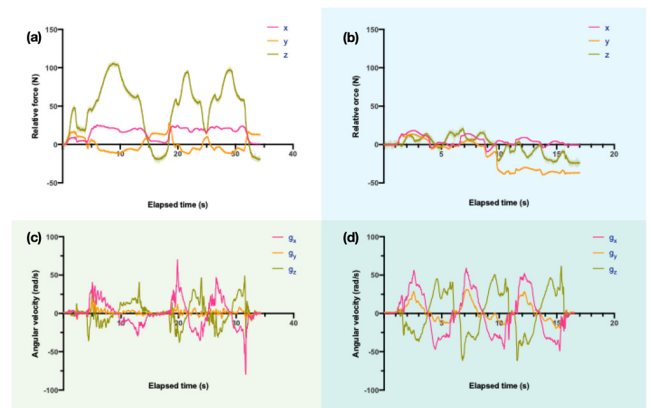 (a)
x
y
z
150
100
50
0
-50
10
20
30
40
Relative force (N)
Elapsed time (s)
(b)
x
y
z
150
100
50
0
-50
5
10
15
20
Relative orce (N)
Elapsed time (s)
(c)
gx
gy
gz
100
50
0
-50
-100
10
20
30
40
Angular velocity (rad/s)
Elapsed time (s)
(d)
gx
gy
gz
100
50
0
-50
-100
5
10
15
20
Angular velocity (rad/s)
Elapsed time (s)